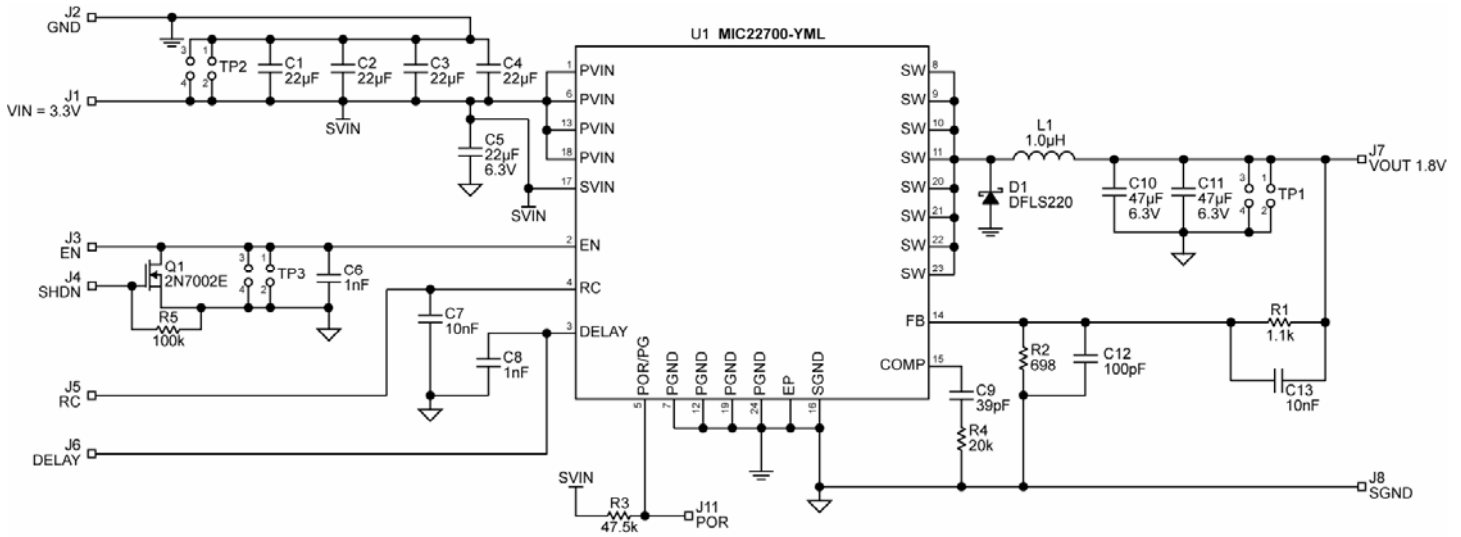 J2
GND
J1
VIN = 3.3V
3
1
4
2
TP2
C1
22µF
C2
22µF
C3
22µF
C4
22µF
SVIN
C5
22µF
6.3V
SVIN
J3
EN
J4
SHDN
Q1
2N7002E
R5
100k
3
1
4
2
TP3
C6
1nF
C7
10nF
C8
1nF
J5
RC
J6
DELAY
U1 MIC22700-YML
1
PVIN
6
PVIN
13
PVIN
18
PVIN
17
SVIN
2
EN
4
RC
3
DELAY
POR/PG
5
PGND
7
PGND
12
PGND
19
PGND
24
EP
SGND
16
SW
8
SW
9
SW
10
SW
11
SW
20
SW
21
SW
22
SW
23
FB
14
COMP
15
L1
1.0µH
D1
DFLS220
C10
47µF
6.3V
C11
47µF
6.3V
3
1
4
2
TP1
J7
VOUT 1.8V
R1
1.1k
R2
698
C12
100pF
C13
10nF
C9
39pF
R4
20k
SVIN
R3
47.5k
J11
POR
J8
SGND